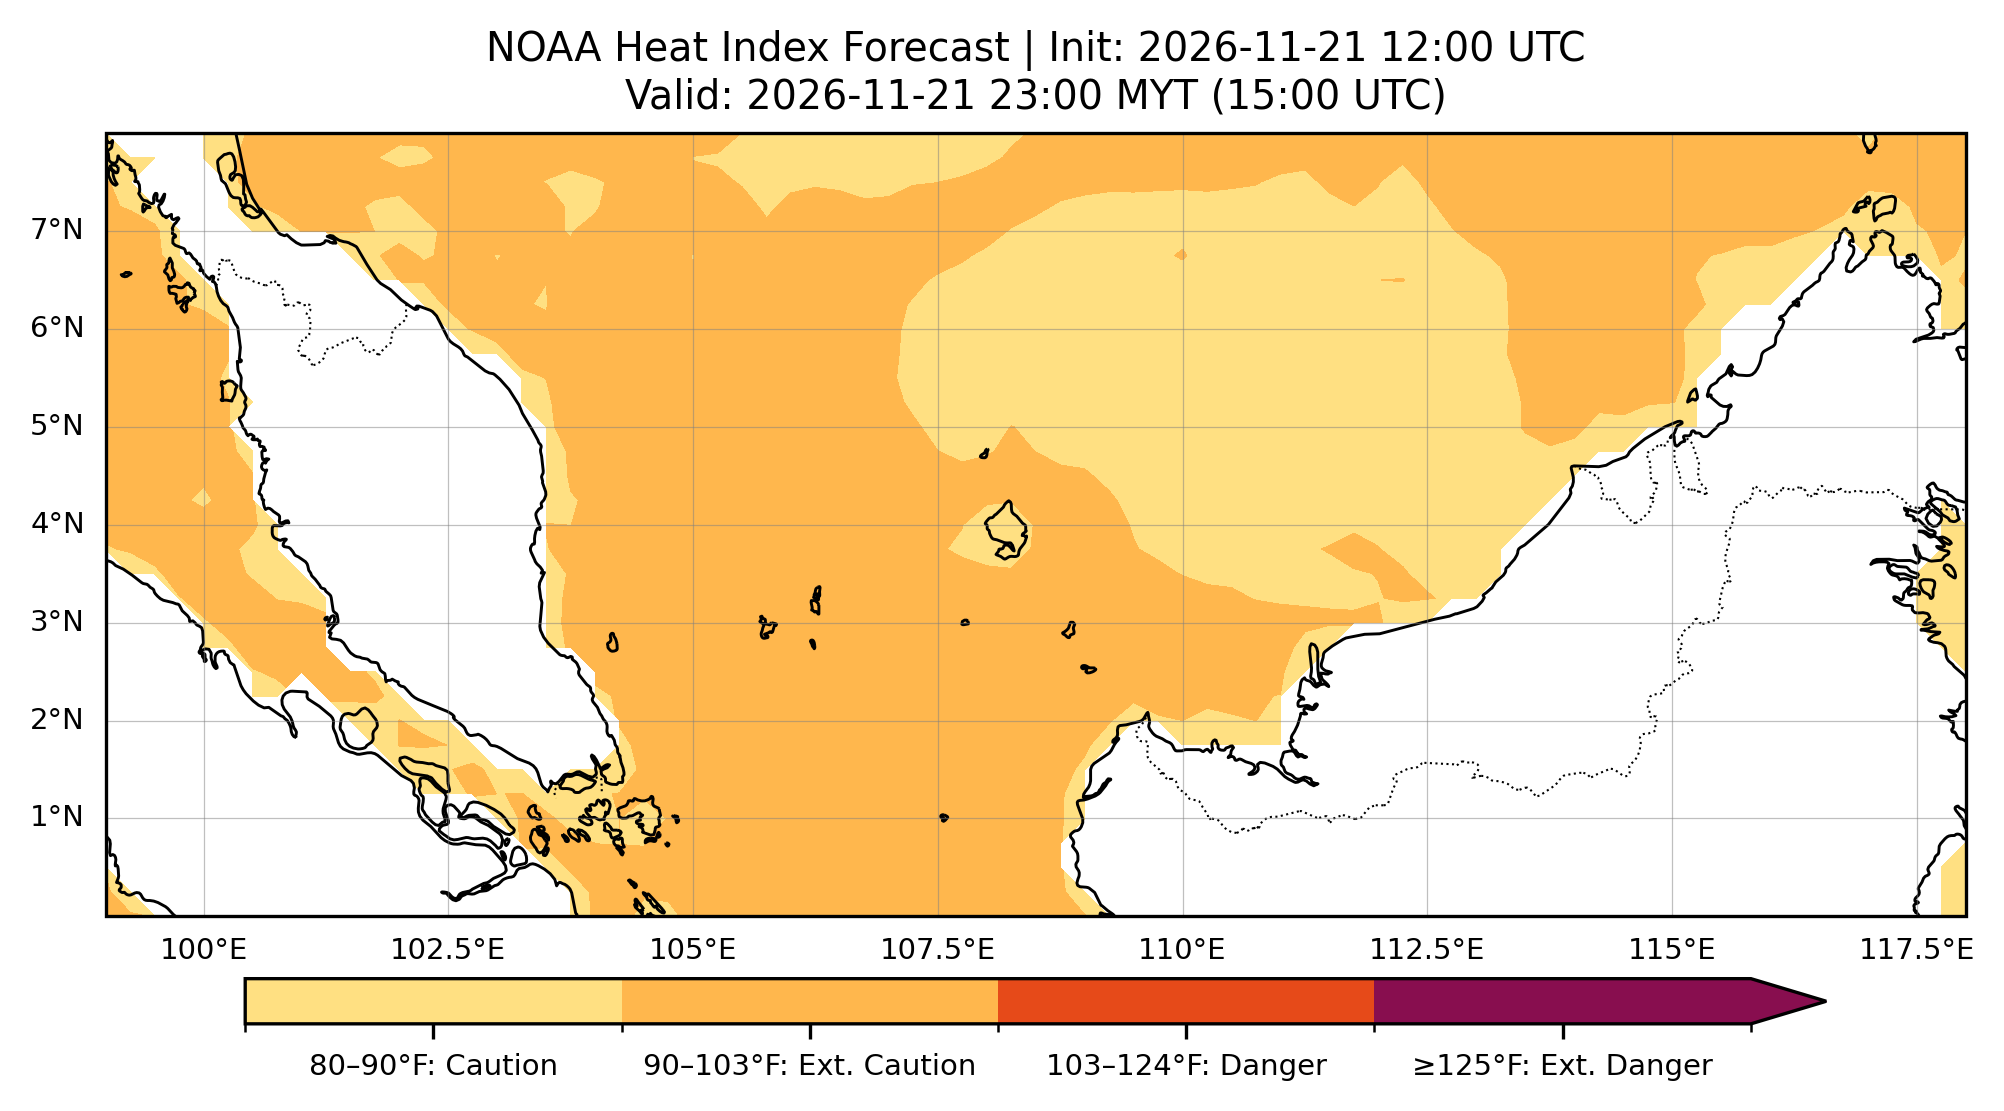 NOAA Heat Index Forecast | Init: 2026-11-21 12:00 UTC
Valid: 2026-11-21 23:00 MYT (15:00 UTC)
7°N
6°N
5°N
4°N
3°N
2°N
1°N
100°E
102.5°E
105°E
107.5°E
110°E
112.5°E
115°E
117.5°E
80–90°F: Caution
90–103°F: Ext. Caution
103–124°F: Danger
≥125°F: Ext. Danger